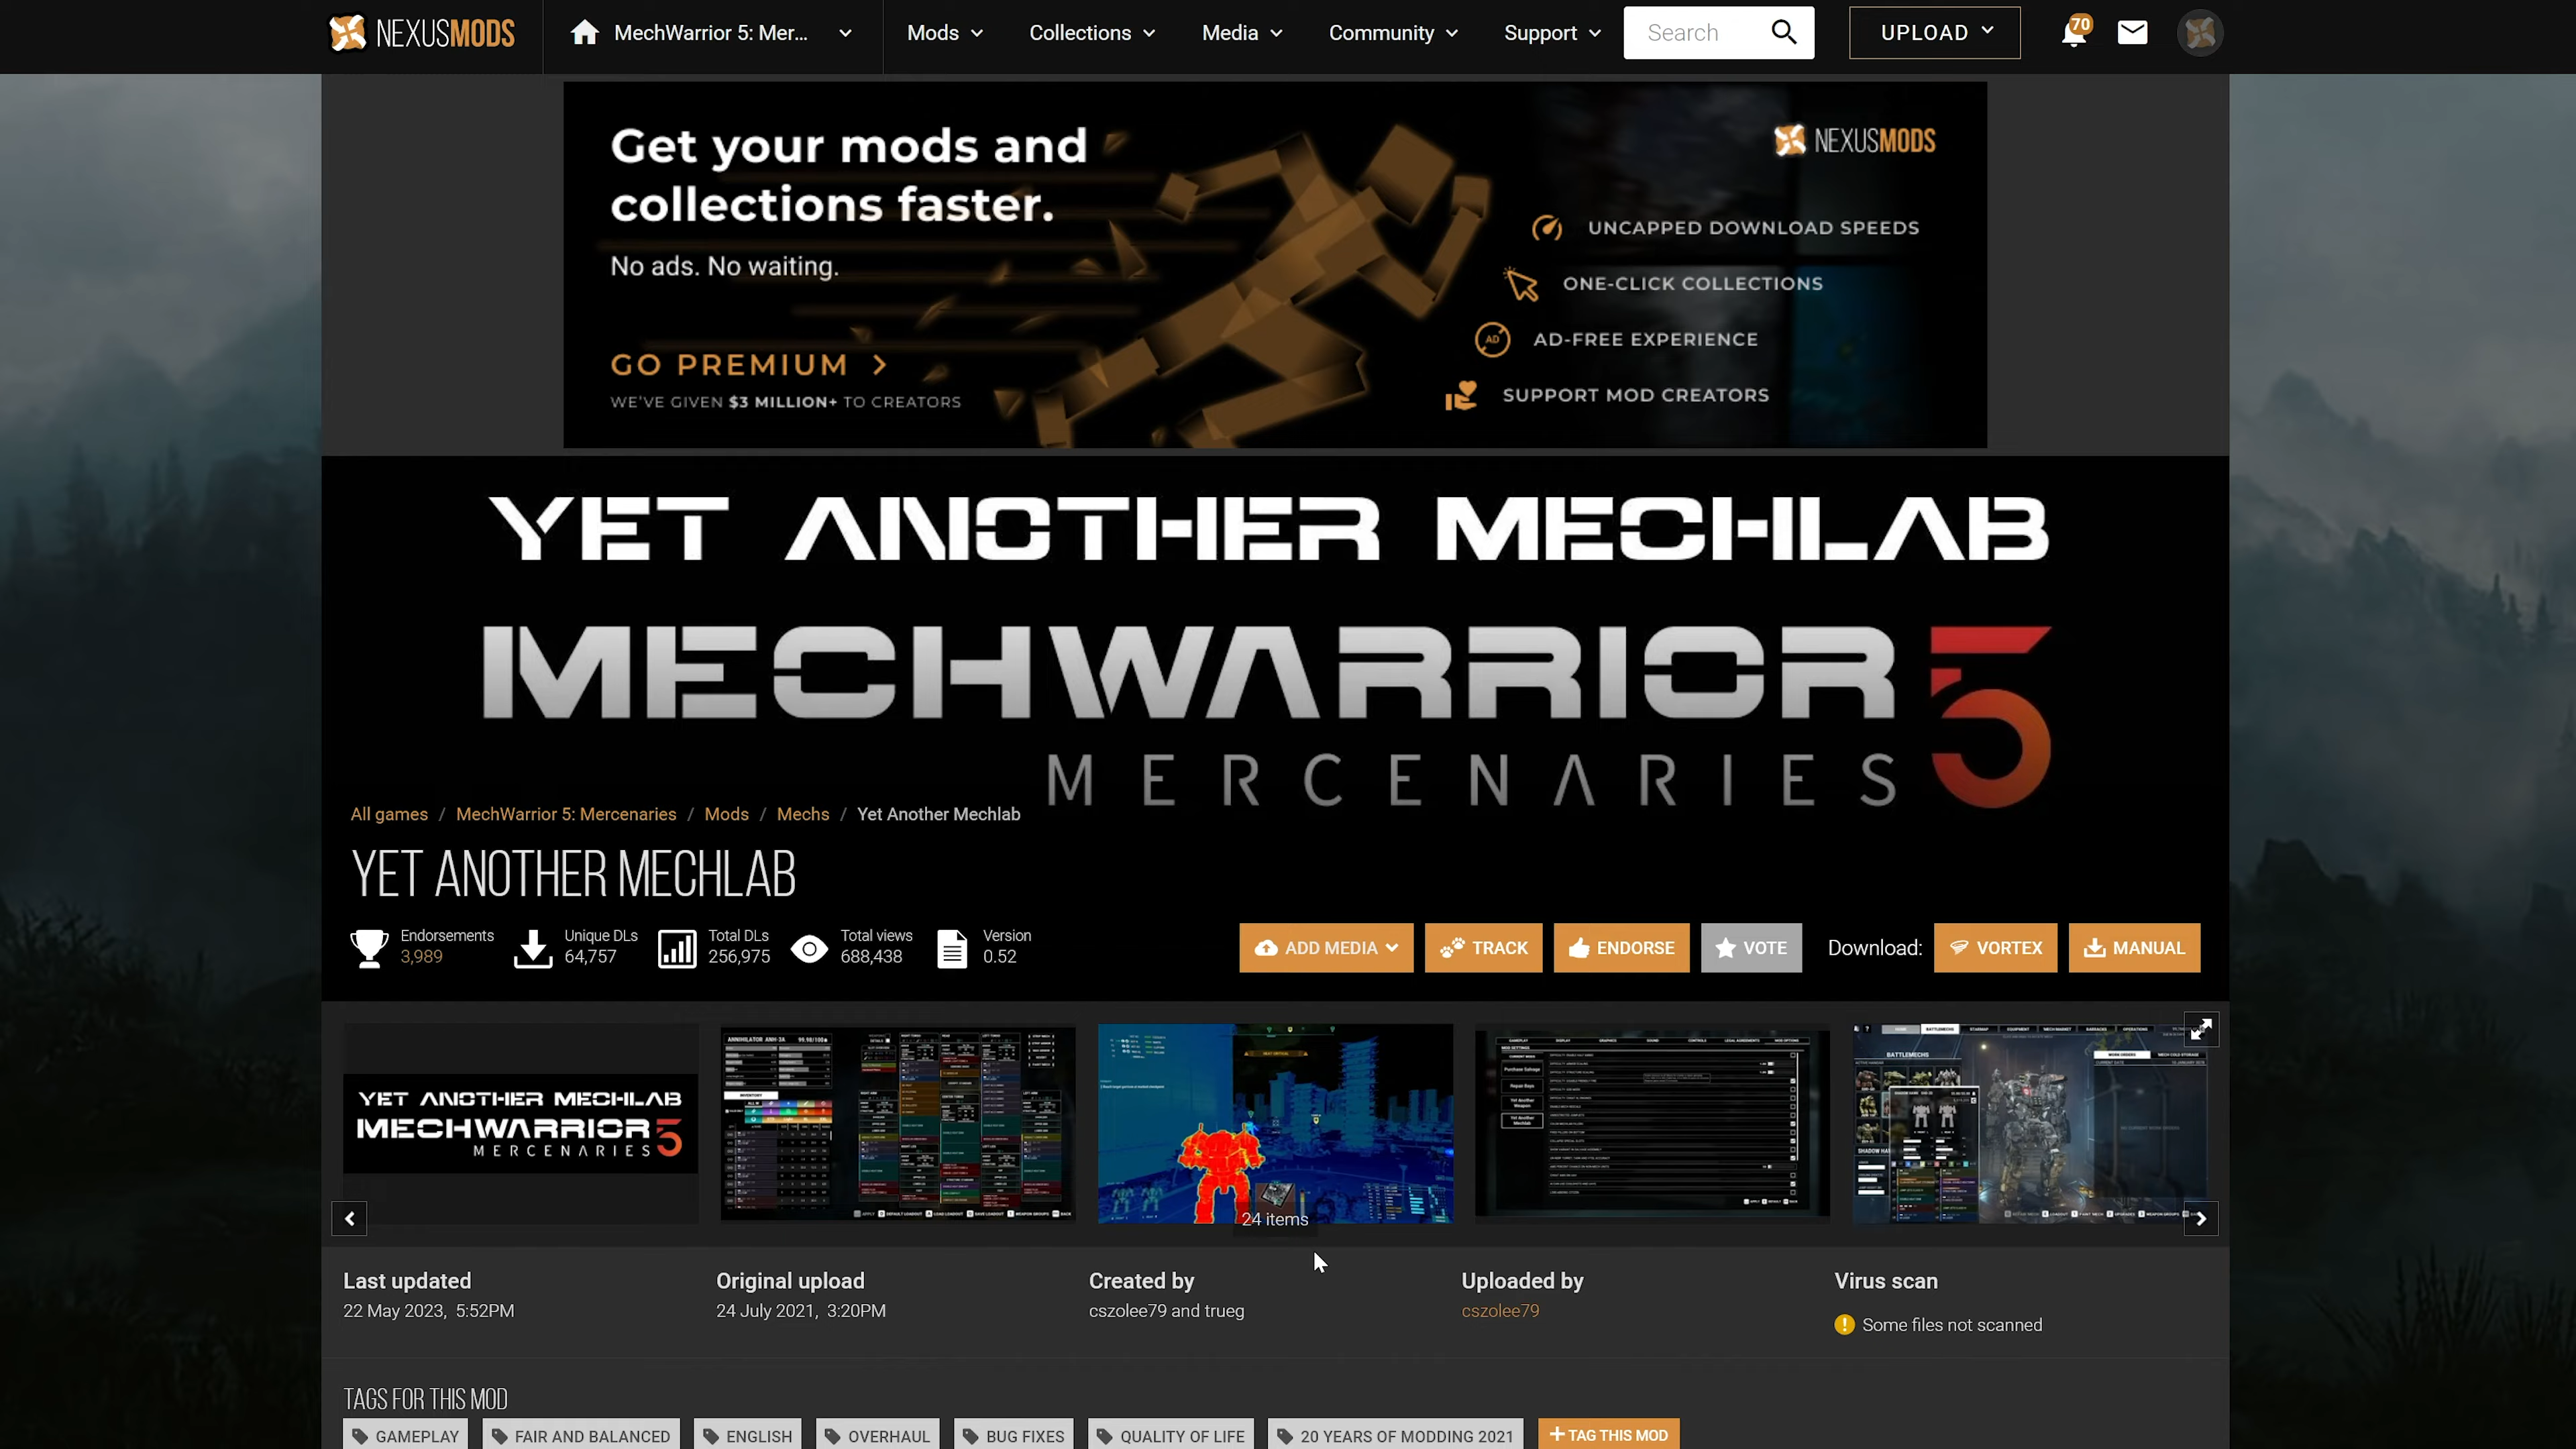 NEXUSMODS
MechWarrior 5: Mer...
Mods
Collections
Media
Community
Support
Search
UPLOAD
70
Get your mods and
collections faster.
No ads. No waiting.
GO PREMIUM >
WE'VE GIVEN $3 MILLION+ TO CREATORS
NEXUSMODS
UNCAPPED DOWNLOAD SPEEDS
ONE-CLICK COLLECTIONS
AD
AD-FREE EXPERIENCE
SUPPORT MOD CREATORS
YET ANOTHER MECHLAB
MECHWARRIOR 5
MERCENARIES
All games / MechWarrior 5: Mercenaries / Mods / Mechs / Yet Another Mechlab
YET ANOTHER MECHLAB
Endorsements
3,989
Unique DLs
64,757
Total DLs
256,975
Total views
688,438
Version
0.52
ADD MEDIA
TRACK
ENDORSE
VOTE
Download:
VORTEX
MANUAL
YET ANOTHER MECHLAB
MECHWARRIOR 5
MERCENARIES
ANNIHILATOR ANH-2A
INVENTORY
24 items
BATTLEMECHS
Last updated
22 May 2023, 5:52PM
Original upload
24 July 2021, 3:20PM
Created by
cszolee79 and trueg
Uploaded by
cszolee79
Virus scan
Some files not scanned
TAGS FOR THIS MOD
GAMEPLAY
FAIR AND BALANCED
ENGLISH
OVERHAUL
BUG FIXES
QUALITY OF LIFE
20 YEARS OF MODDING 2021
+ TAG THIS MOD